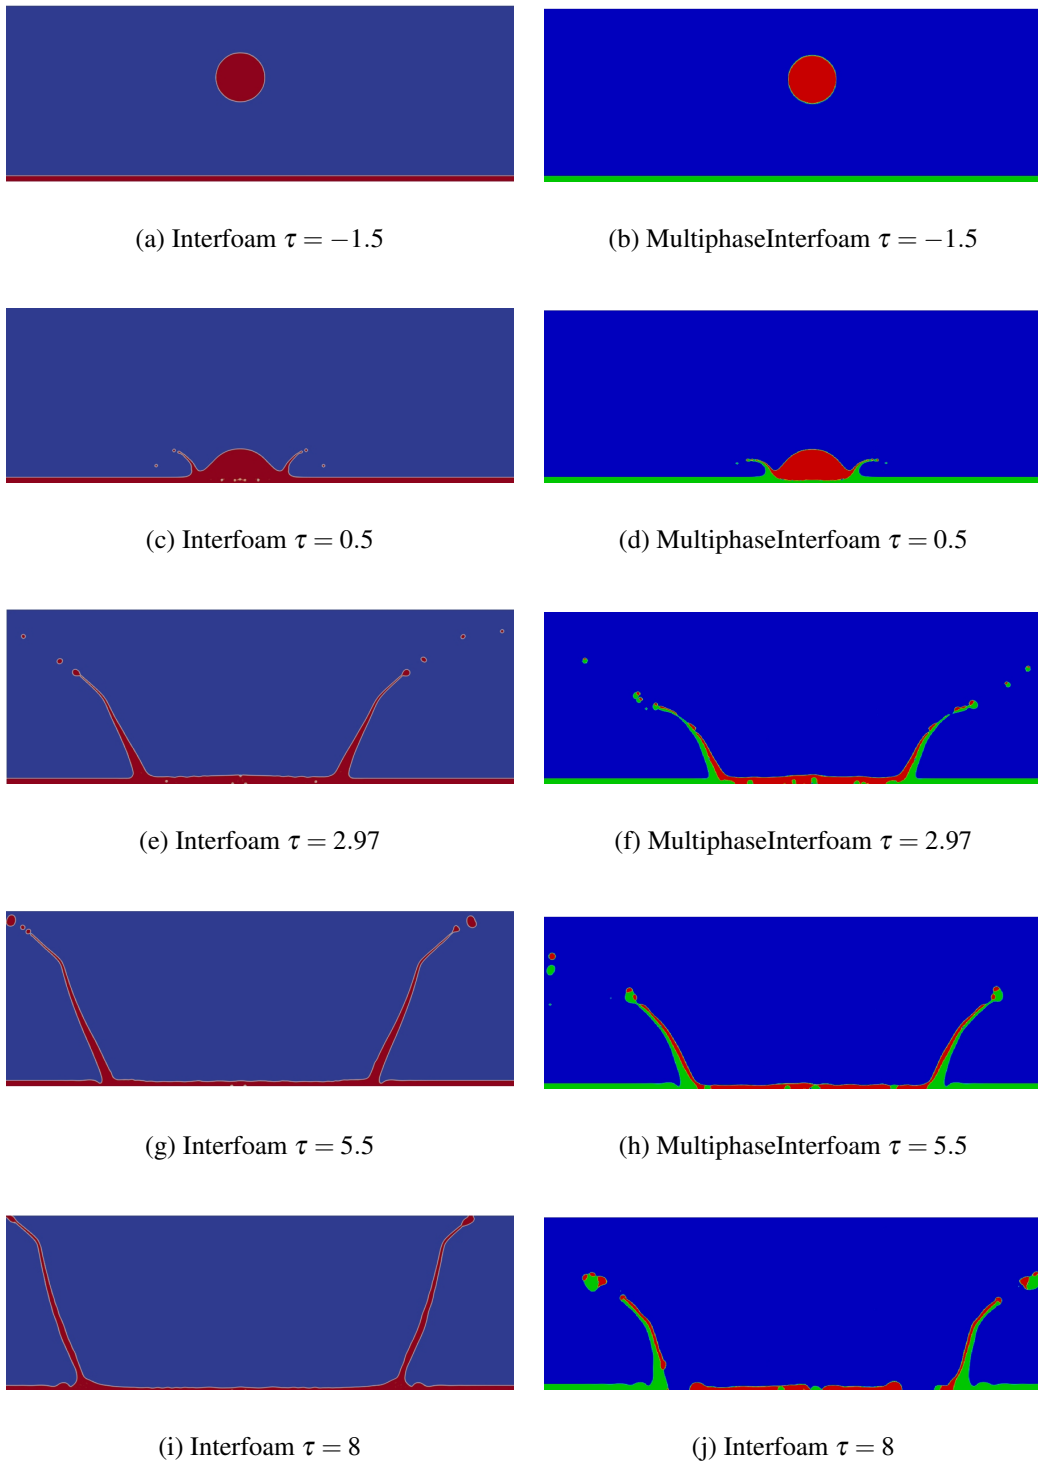 (a) Interfoam τ = −1.5
(b) MultiphaseInterfoam τ = −1.5
(c) Interfoam τ = 0.5
(d) MultiphaseInterfoam τ = 0.5
(e) Interfoam τ = 2.97
(f) MultiphaseInterfoam τ = 2.97
(g) Interfoam τ = 5.5
(h) MultiphaseInterfoam τ = 5.5
(i) Interfoam τ = 8
(j) Interfoam τ = 8